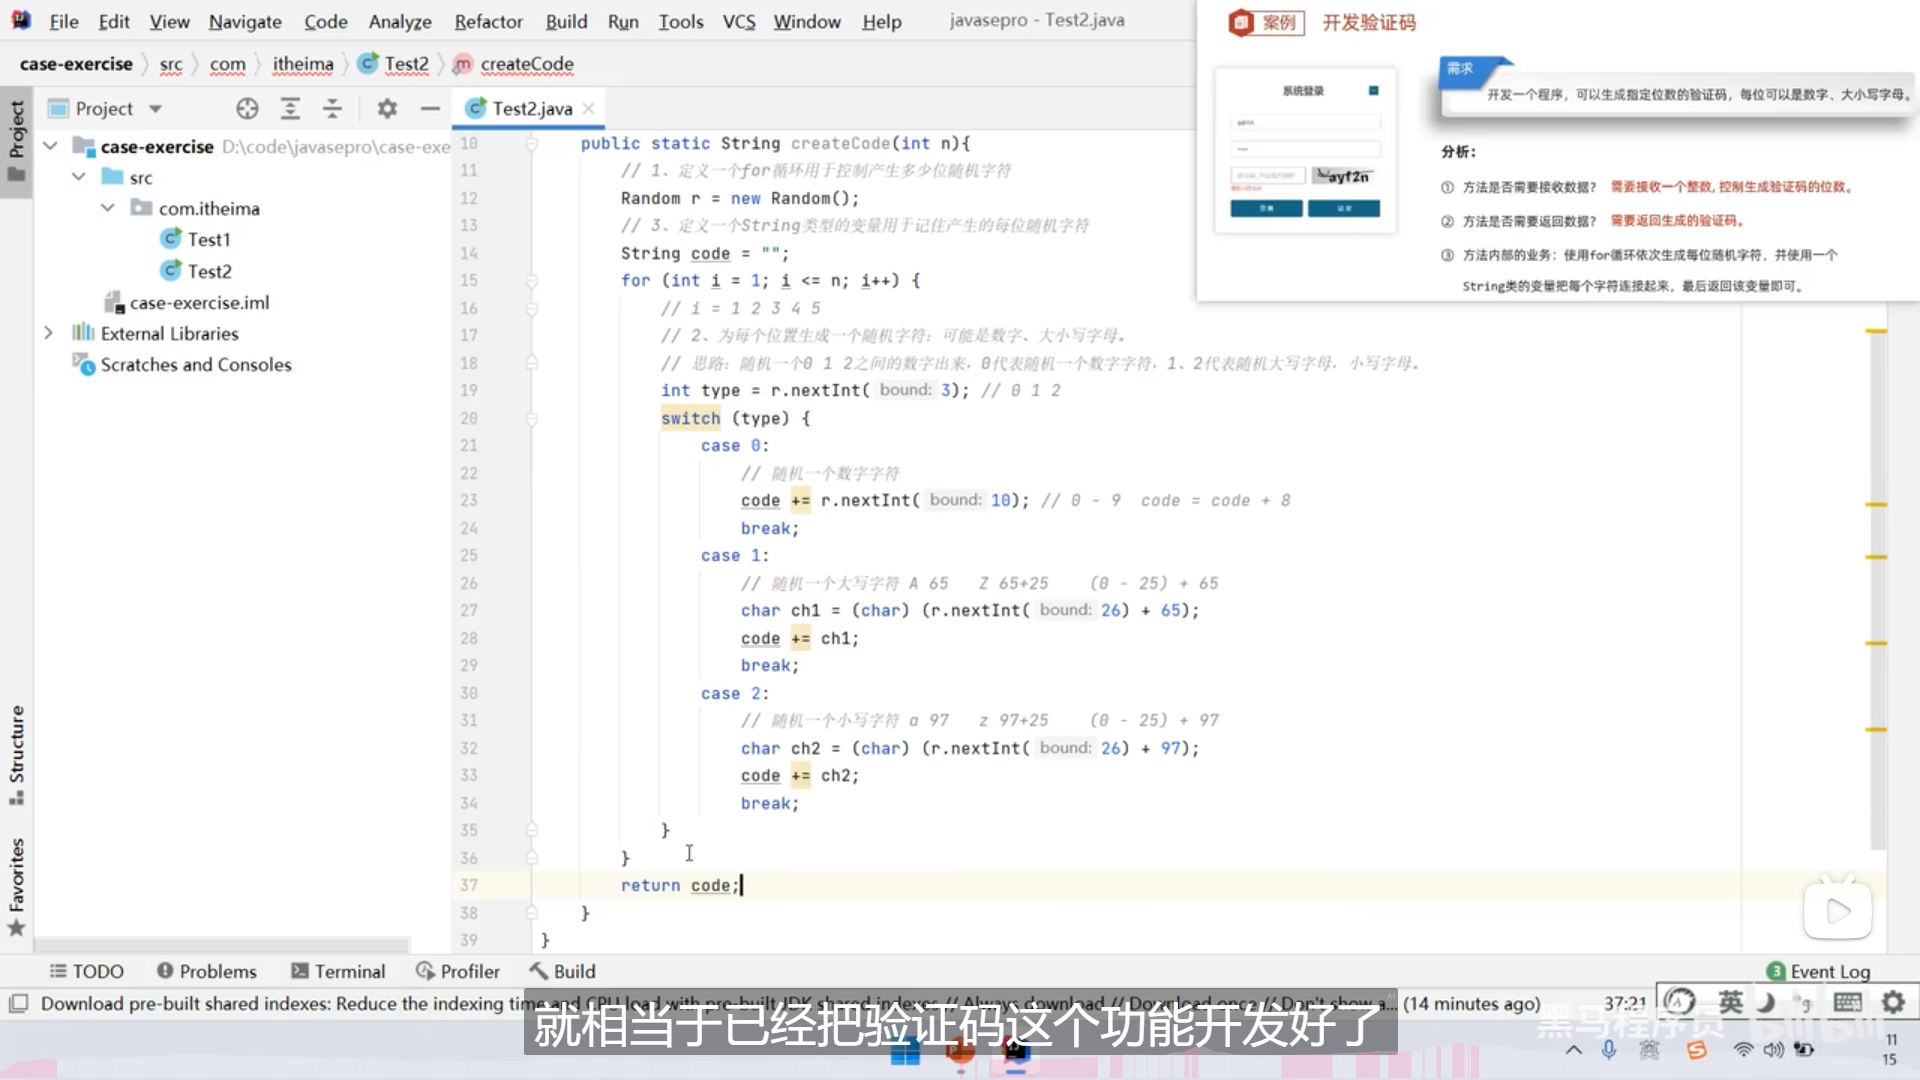 File Edit View Navigate Code Analyze Refactor Build Run Tools VCS Window Help javasepro - Test2.java
case-exercise src com itheima Test2 createCode
案例 开发验证码
系统登录
admin
ayf2n
登录
需求
开发一个程序，可以生成指定位数的验证码，每位可以是数字、大小写字母。
分析：
① 方法是否需要接收数据？ 需要接收一个整数，控制生成验证码的位数。
② 方法是否需要返回数据？ 需要返回生成的验证码。
③ 方法内部的业务：使用for循环依次生成每位随机字符，并使用一个
String类的变量把每个字符连接起来，最后返回该变量即可。
Project
Project
case-exercise D:\code\javasepro\case-exe
src
com.itheima
Test1
Test2
case-exercise.iml
External Libraries
Scratches and Consoles
Structure
Favorites
Test2.java
10 public static String createCode(int n){
11 // 1、定义一个for循环用于控制产生多少位随机字符
12 Random r = new Random();
13 // 3、定义一个String类型的变量用于记住产生的每位随机字符
14 String code = "";
15 for (int i = 1; i <= n; i++) {
16 // i = 1 2 3 4 5
17 // 2、为每个位置生成一个随机字符：可能是数字、大小写字母。
18 // 思路：随机一个0 1 2之间的数字出来，0代表随机一个数字字符，1、2代表随机大写字母，小写字母。
19 int type = r.nextInt( bound: 3); // 0 1 2
20 switch (type) {
21 case 0:
22 // 随机一个数字字符
23 code += r.nextInt( bound: 10); // 0 - 9 code = code + 8
24 break;
25 case 1:
26 // 随机一个大写字符 A 65 Z 65+25 (0 - 25) + 65
27 char ch1 = (char) (r.nextInt( bound: 26) + 65);
28 code += ch1;
29 break;
30 case 2:
31 // 随机一个小写字符 a 97 z 97+25 (0 - 25) + 97
32 char ch2 = (char) (r.nextInt( bound: 26) + 97);
33 code += ch2;
34 break;
35 }
36 }
37 return code;
38 }
39 }
TODO Problems Terminal Profiler Build 3 Event Log
Download pre-built shared indexes: Reduce the indexing time and CPU load with pre-built JDK shared indexes // Always download // Download once // Don't show a... (14 minutes ago) 37:21 英
就相当于已经把验证码这个功能开发好了
黑马程序员 bilibili
11
15